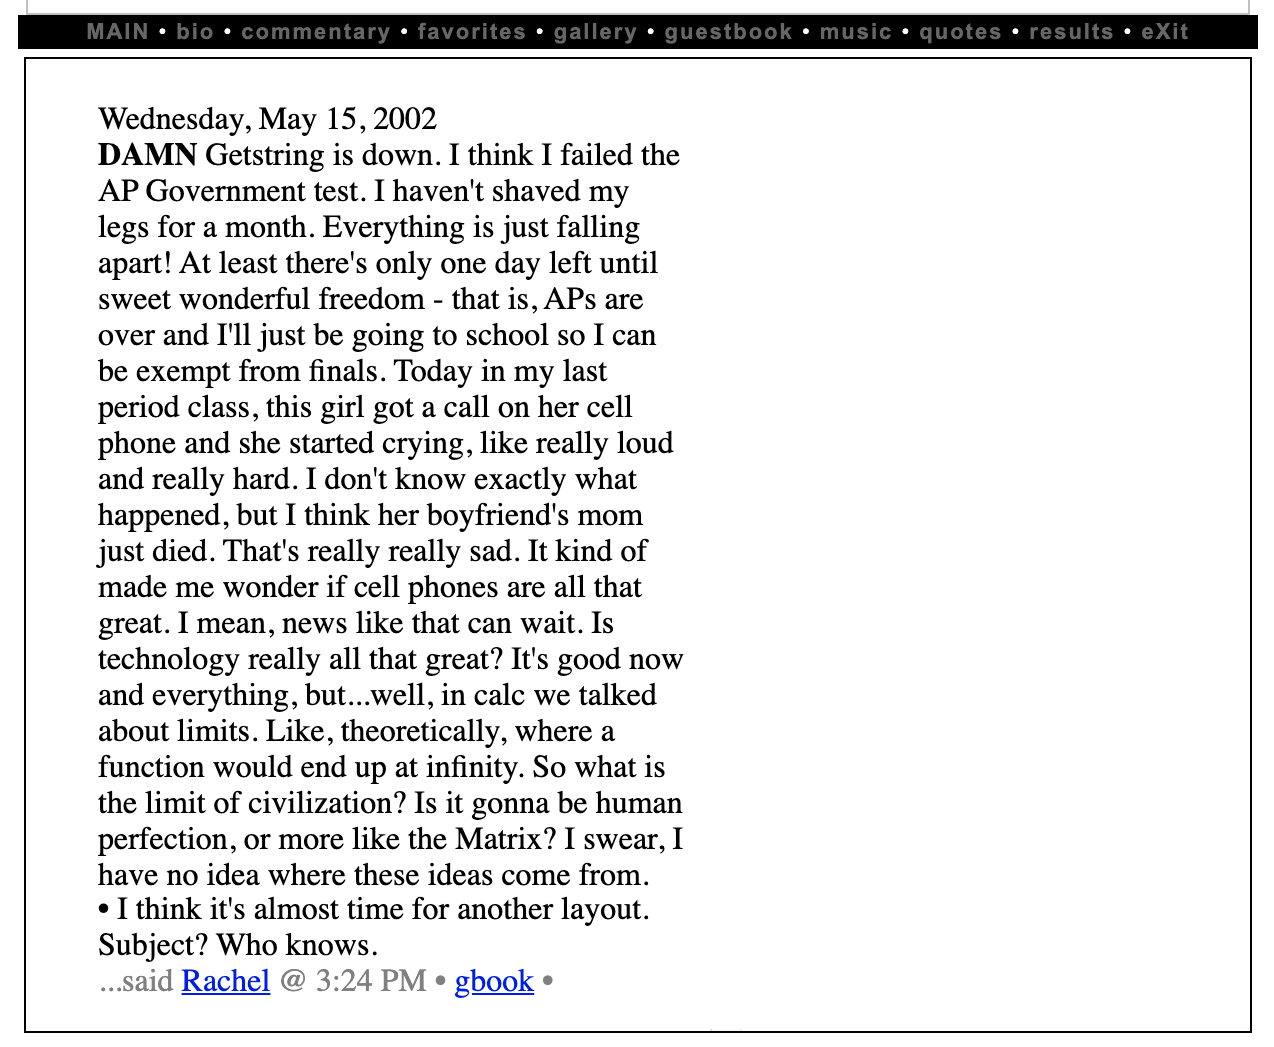 MAIN • bio • commentary • favorites • gallery • guestbook • music • quotes • results • eXit
Wednesday, May 15, 2002
DAMN Getstring is down. I think I failed the
AP Government test. I haven't shaved my
legs for a month. Everything is just falling
apart! At least there's only one day left until
sweet wonderful freedom - that is, APs are
over and I'll just be going to school so I can
be exempt from finals. Today in my last
period class, this girl got a call on her cell
phone and she started crying, like really loud
and really hard. I don't know exactly what
happened, but I think her boyfriend's mom
just died. That's really really sad. It kind of
made me wonder if cell phones are all that
great. I mean, news like that can wait. Is
technology really all that great? It's good now
and everything, but...well, in calc we talked
about limits. Like, theoretically, where a
function would end up at infinity. So what is
the limit of civilization? Is it gonna be human
perfection, or more like the Matrix? I swear, I
have no idea where these ideas come from.
• I think it's almost time for another layout.
Subject? Who knows.
...said Rachel @ 3:24 PM • gbook •